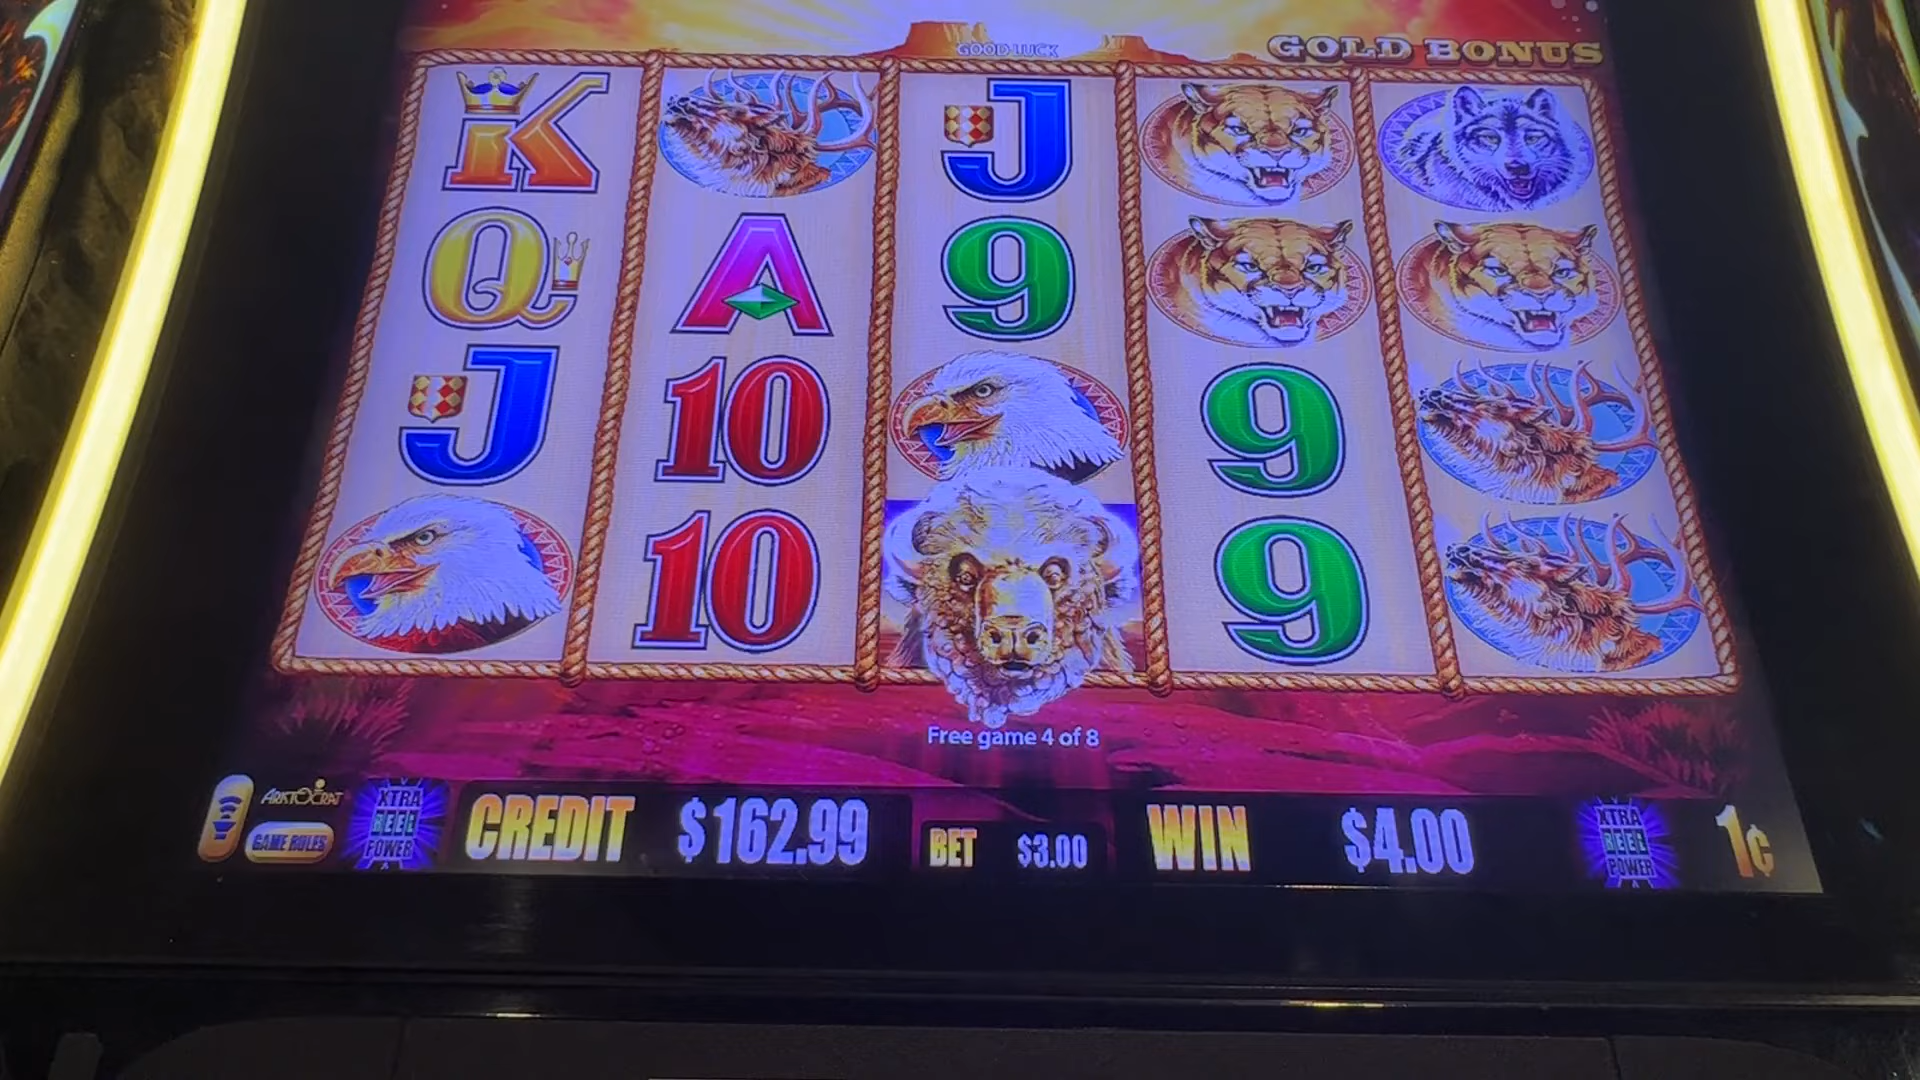 GOOD LUCK
GOLD BONUS
K J
Q A 9
J 10 9
10 9
Free game 4 of 8
ARISTOCRAT
GAME RULES
XTRA
REEL
POWER
CREDIT $162.99
BET $3.00
WIN $4.00
XTRA
REEL
POWER
1¢